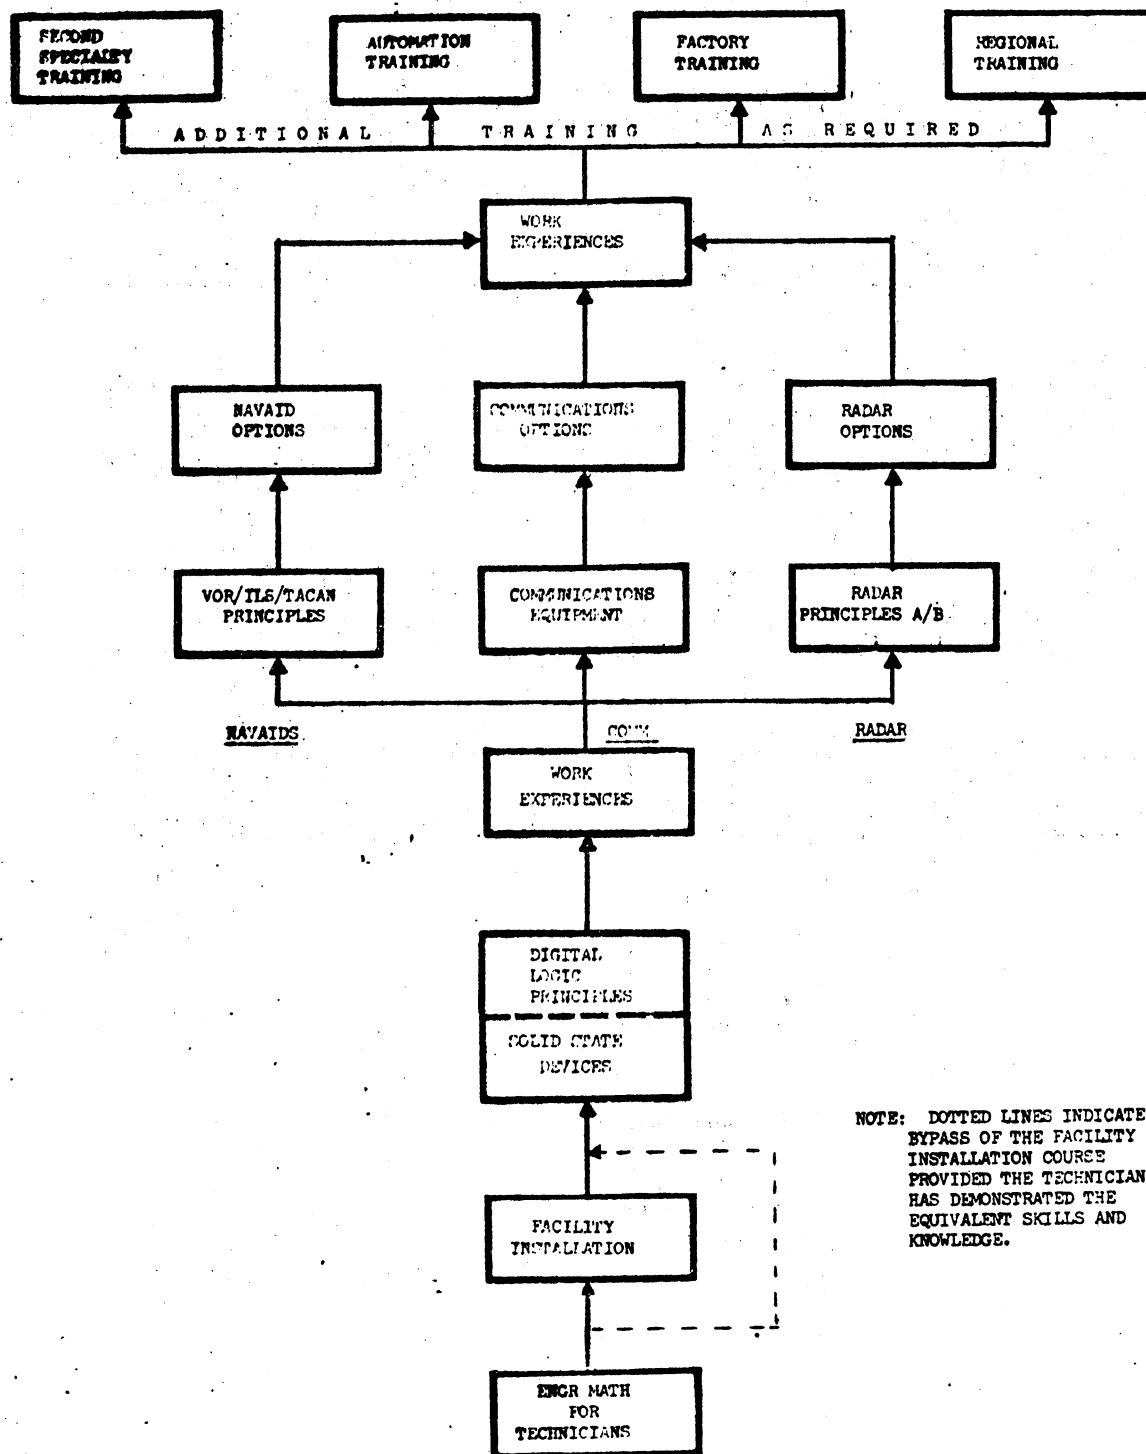 SECOND
SPECIALTY
TRAINING
AUTOMATION
TRAINING
FACTORY
TRAINING
REGIONAL
TRAINING
ADDITIONAL TRAINING AS REQUIRED
WORK
EXPERIENCES
NAVAID
OPTIONS
COMMUNICATIONS
OPTIONS
RADAR
OPTIONS
VOR/ILS/TACAN
PRINCIPLES
COMMUNICATIONS
EQUIPMENT
RADAR
PRINCIPLES A/B
NAVAIDS
COMM
RADAR
WORK
EXPERIENCES
DIGITAL
LOGIC
PRINCIPLES
SOLID STATE
DEVICES
NOTE: DOTTED LINES INDICATE
BYPASS OF THE FACILITY
INSTALLATION COURSE
PROVIDED THE TECHNICIAN
HAS DEMONSTRATED THE
EQUIVALENT SKILLS AND
KNOWLEDGE.
FACILITY
INSTALLATION
ENGR MATH
FOR
TECHNICIANS